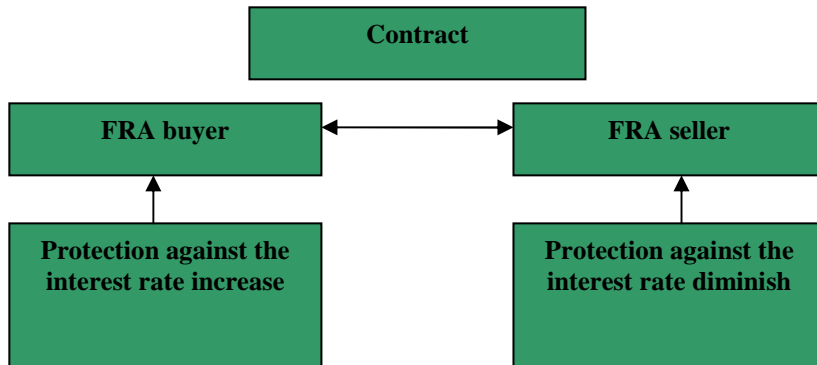 Contract
FRA buyer
FRA seller
Protection against the
interest rate increase
Protection against the
interest rate diminish